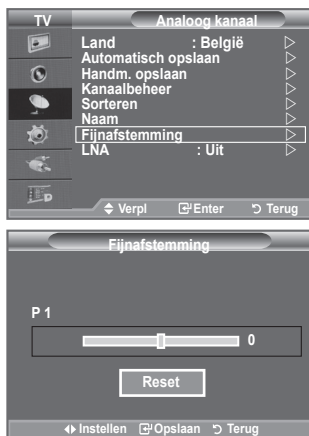 TV Analoog kanaal
Land : België
Automatisch opslaan
Handm. opslaan
Kanaalbeheer
Sorteren
Naam
Fijnafstemming
LNA : Uit
Verpl Enter Terug
Fijnafstemming
P 1
0
Reset
Instellen Opslaan Terug